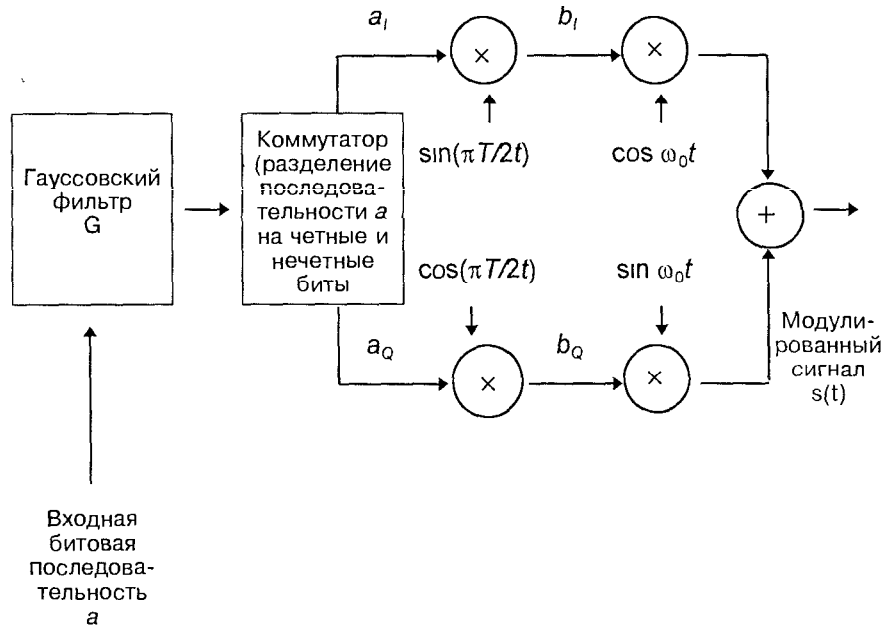 a_I
b_I
×
×
Гауссовский
фильтр
G
Коммутатор
(разделение
последова-
тельности a
на четные и
нечетные
биты
sin(πT/2t)
cos ω₀t
+
cos(πT/2t)
sin ω₀t
Модули-
рованный
сигнал
s(t)
a_Q
b_Q
×
×
Входная
битовая
последова-
тельность
a